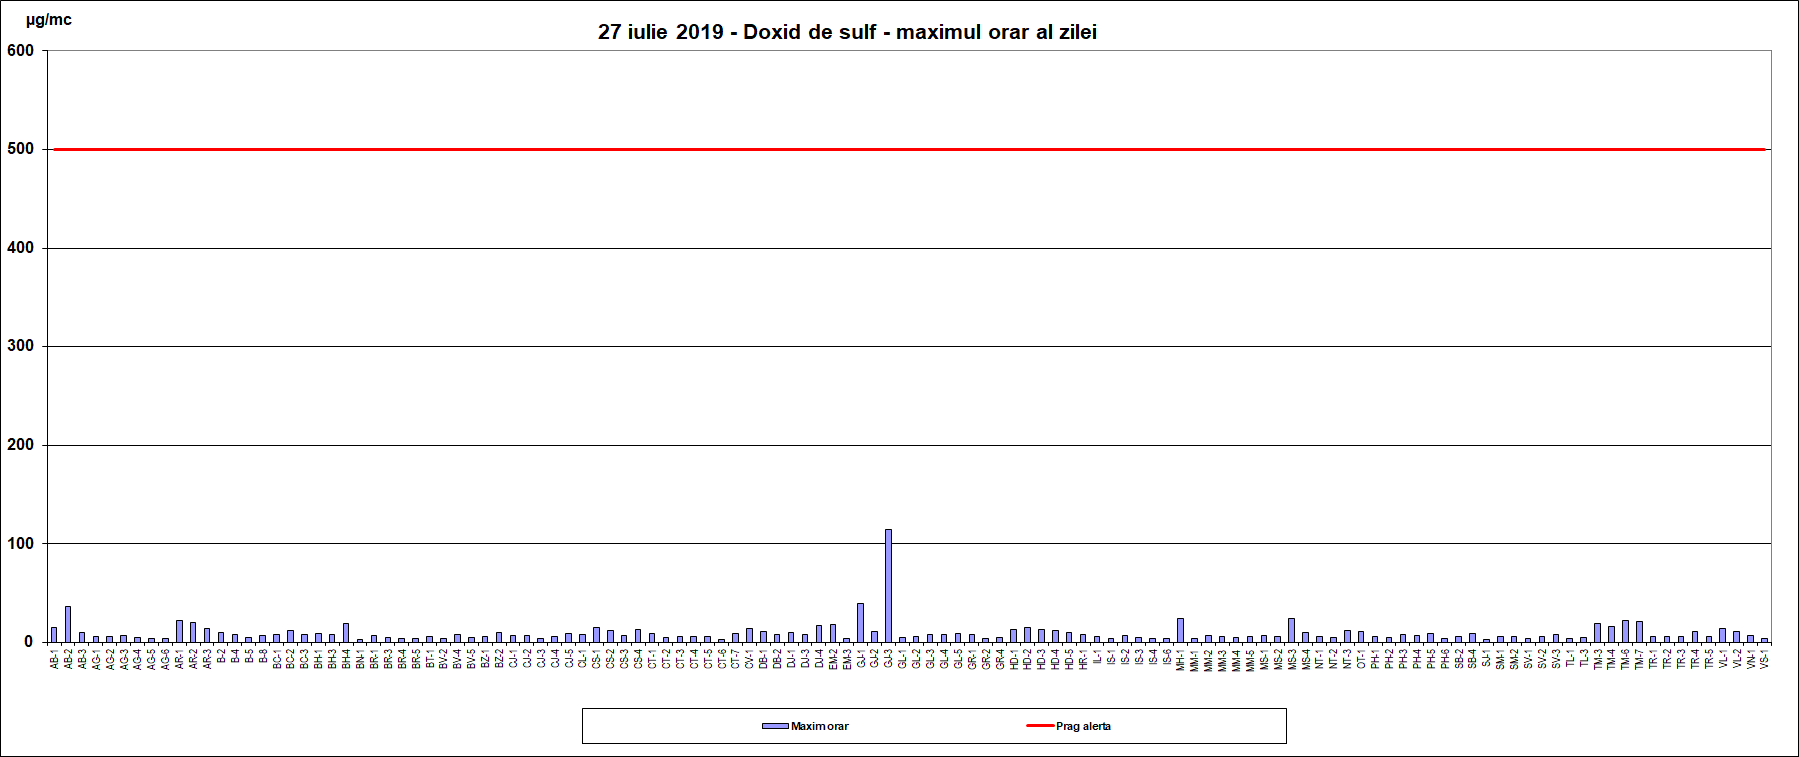 µg/mc
27 iulie 2019 - Doxid de sulf - maximul orar al zilei
600
500
400
300
200
100
0
AB-1 AB-2 AB-3 AG-1 AG-2 AG-3 AG-4 AG-5 AG-6 AR-1 AR-2 AR-3 B-2 B-4 B-5 B-8 BC-1 BC-2 BC-3 BH-1 BH-3 BH-4 BN-1 BR-1 BR-3 BR-4 BR-5 BT-1 BV-2 BV-4 BV-5 BZ-1 BZ-2 CJ-1 CJ-2 CJ-3 CJ-4 CJ-5 CL-1 CS-1 CS-2 CS-3 CS-4 CT-1 CT-2 CT-3 CT-4 CT-5 CT-6 CT-7 CV-1 DB-1 DB-2 DJ-1 DJ-3 DJ-4 EM-2 EM-3 GJ-1 GJ-2 GJ-3 GL-1 GL-2 GL-3 GL-4 GL-5 GR-1 GR-2 GR-4 HD-1 HD-2 HD-3 HD-4 HD-5 HR-1 IL-1 IS-1 IS-2 IS-3 IS-4 IS-6 MH-1 MM-1 MM-2 MM-3 MM-4 MM-5 MS-1 MS-2 MS-3 MS-4 NT-1 NT-2 NT-3 OT-1 PH-1 PH-2 PH-3 PH-4 PH-5 PH-6 SB-2 SB-4 SJ-1 SM-1 SM-2 SV-1 SV-2 SV-3 TL-1 TL-3 TM-3 TM-4 TM-6 TM-7 TR-1 TR-2 TR-3 TR-4 TR-5 VL-1 VL-2 VN-1 VS-1
Maxim orar Prag alerta